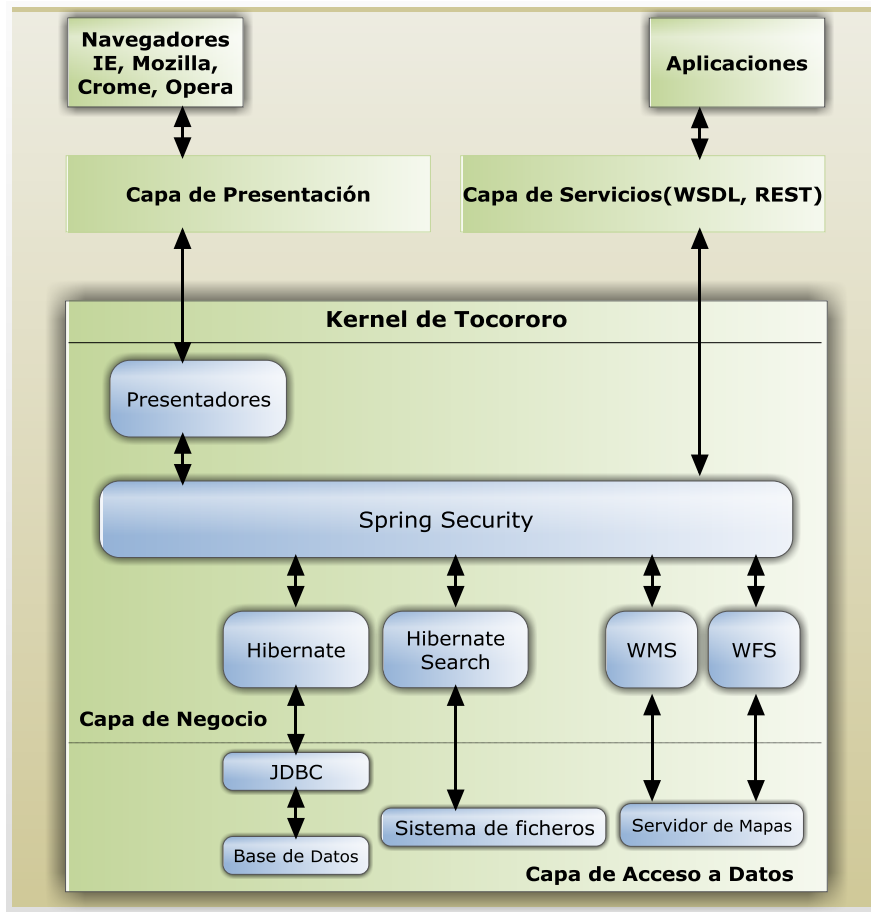 Navegadores
IE, Mozilla,
Crome, Opera
Aplicaciones
Capa de Presentación
Capa de Servicios(WSDL, REST)
Kernel de Tocororo
Presentadores
Spring Security
Hibernate
Hibernate
Search
WMS
WFS
Capa de Negocio
JDBC
Sistema de ficheros
Servidor de Mapas
Base de Datos
Capa de Acceso a Datos